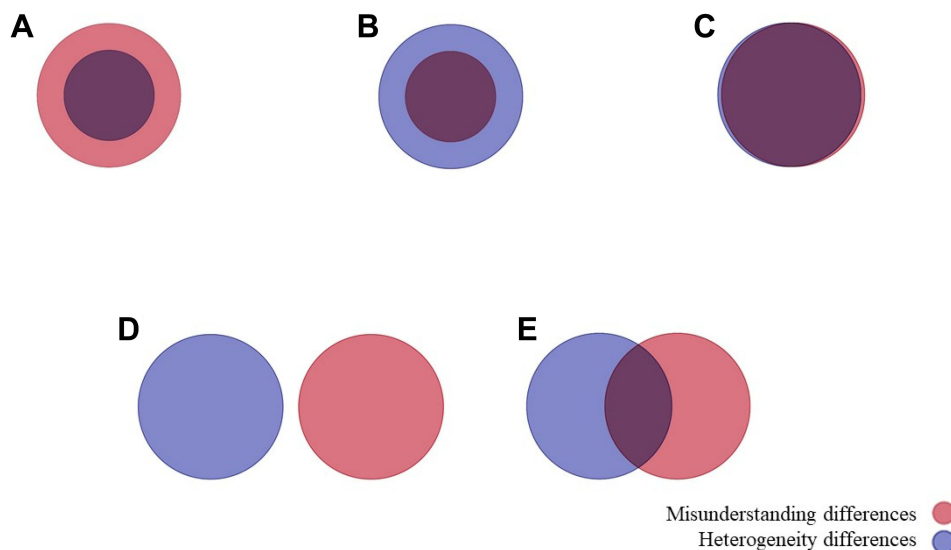 A
B
C
D
E
Misunderstanding differences
Heterogeneity differences